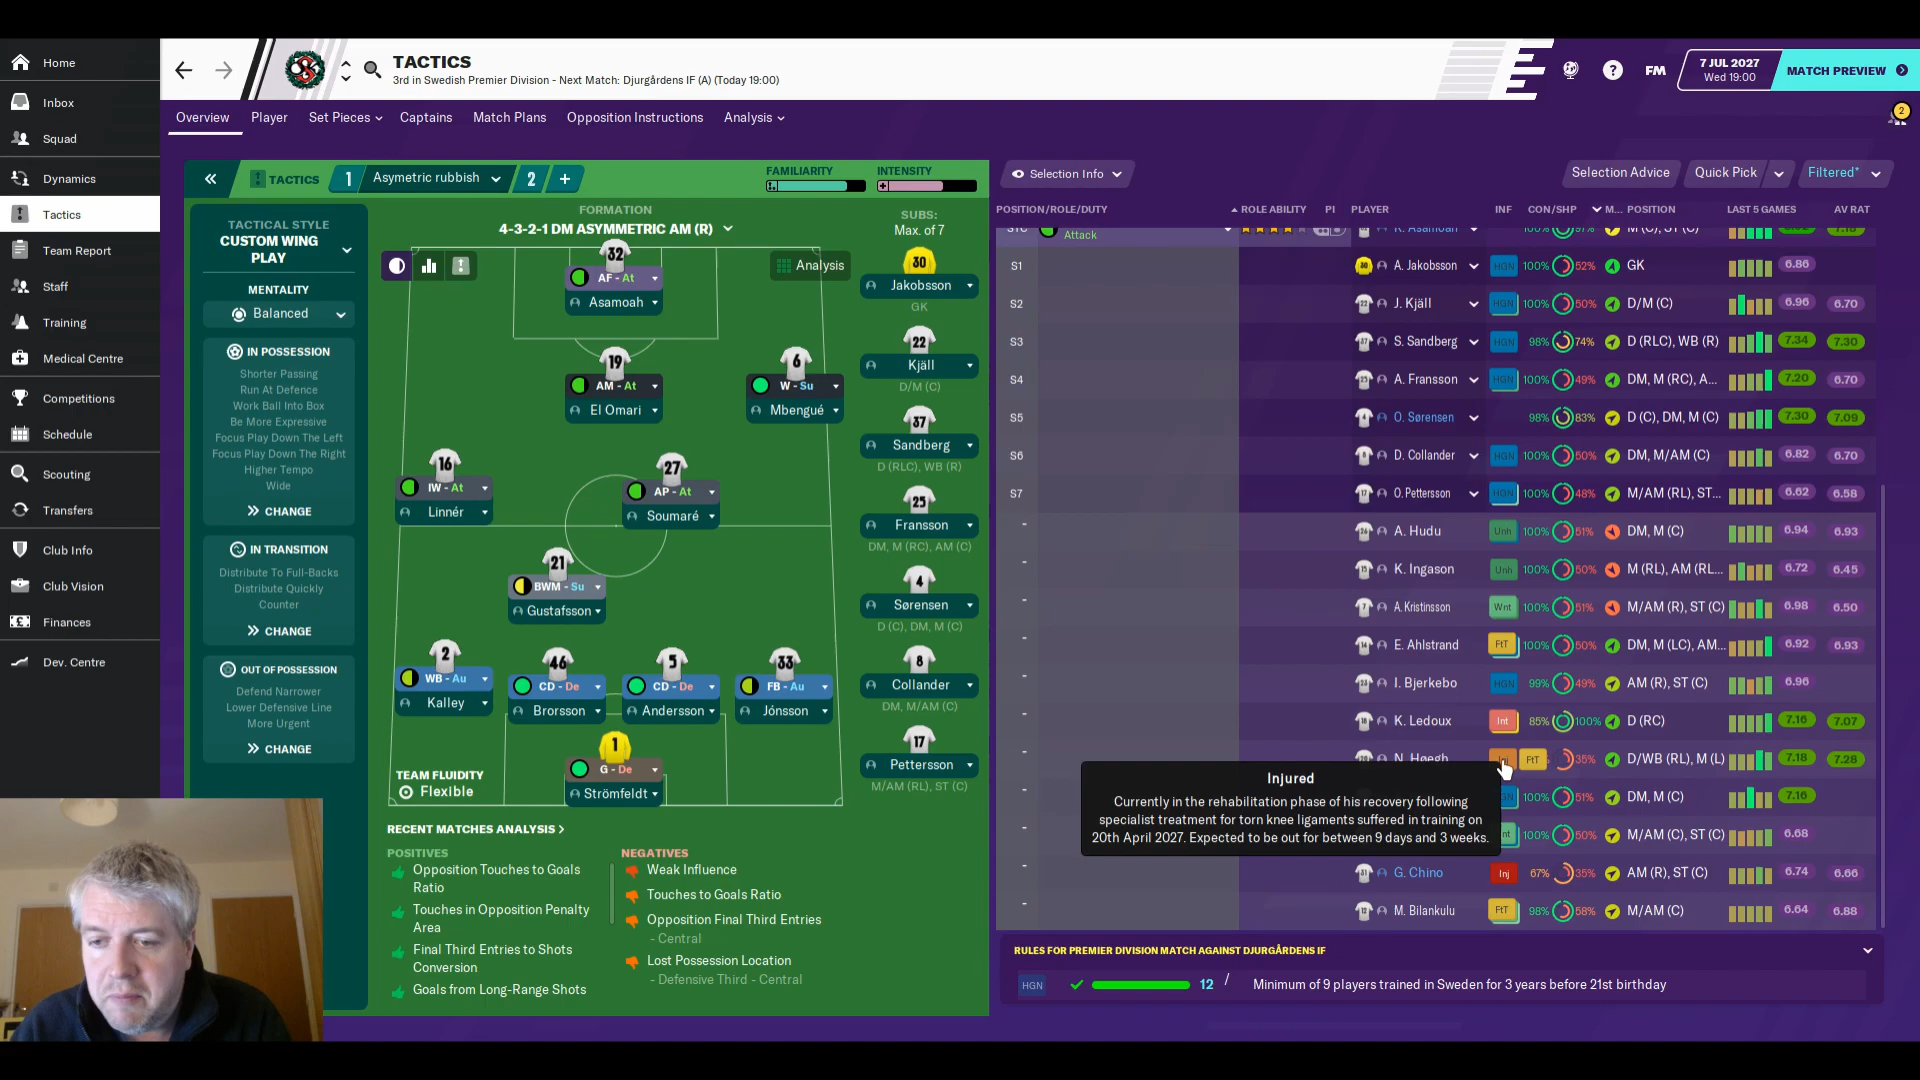 Home
Inbox
Squad
Dynamics
Tactics
Team Report
Staff
Training
Medical Centre
Competitions
Schedule
Scouting
Transfers
Club Info
Club Vision
Finances
Dev. Centre
TACTICS
3rd in Swedish Premier Division - Next Match: Djurgårdens IF (A) (Today 19:00)
FM
7 JUL 2027
Wed 19:00
MATCH PREVIEW
2
Overview Player Set Pieces Captains Match Plans Opposition Instructions Analysis
TACTICS 1 Asymetric rubbish 2 +
FAMILIARITY
INTENSITY
TACTICAL STYLE
CUSTOM WING PLAY
MENTALITY
Balanced
IN POSSESSION
Shorter Passing
Run At Defence
Work Ball Into Box
Be More Expressive
Focus Play Down The Left
Focus Play Down The Right
Higher Tempo
Wide
CHANGE
IN TRANSITION
Distribute To Full-Backs
Distribute Quickly
Counter
CHANGE
OUT OF POSSESSION
Defend Narrower
Lower Defensive Line
More Urgent
CHANGE
FORMATION
4-3-2-1 DM ASYMMETRIC AM (R)
Analysis
32
AF - At
Asamoah
19
AM - At
El Omari
6
W - Su
Mbengué
16
IW - At
Linnér
27
AP - At
Soumaré
21
BWM - Su
Gustafsson
2
WB - Au
Kalley
46
CD - De
Brorsson
5
CD - De
Andersson
33
FB - Au
Jónsson
1
G - De
Strömfeldt
TEAM FLUIDITY
Flexible
SUBS:
Max. of 7
30
Jakobsson
GK
22
Kjäll
D/M (C)
37
Sandberg
D (RLC), WB (R)
25
Fransson
DM, M (RC), AM (C)
4
Sørensen
D (C), DM, M (C)
8
Collander
DM, M/AM (C)
17
Pettersson
M/AM (RL), ST (C)
RECENT MATCHES ANALYSIS
POSITIVES
Opposition Touches to Goals Ratio
Touches in Opposition Penalty Area
Final Third Entries to Shots Conversion
Goals from Long-Range Shots
NEGATIVES
Weak Influence
Touches to Goals Ratio
Opposition Final Third Entries
- Central
Lost Possession Location
- Defensive Third - Central
Selection Info
Selection Advice Quick Pick Filtered*
POSITION/ROLE/DUTY ROLE ABILITY PI PLAYER INF CON/SHP M... POSITION LAST 5 GAMES AV RAT
Attack
S1 A. Jakobsson HGN 100% 52% GK 6.86
S2 J. Kjäll HGN 100% 50% D/M (C) 6.96 6.70
S3 S. Sandberg HGN 98% 74% D (RLC), WB (R) 7.34 7.30
S4 A. Fransson HGN 100% 49% DM, M (RC), A... 7.20 6.70
S5 O. Sørensen 98% 83% D (C), DM, M (C) 7.30 7.09
S6 D. Collander HGN 100% 50% DM, M/AM (C) 6.82 6.70
S7 O. Pettersson HGN 100% 48% M/AM (RL), ST... 6.62 6.58
- A. Hudu Unh 100% 51% DM, M (C) 6.94 6.93
- K. Ingason Unh 100% 50% M (RL), AM (RL... 6.72 6.45
- A. Kristinsson Wnt 100% 51% M/AM (R), ST (C) 6.98 6.50
- E. Ahlstrand FtT 100% 50% DM, M (LC), AM... 6.92 6.93
- I. Bjerkebo HGN 99% 49% AM (R), ST (C) 6.96
- K. Ledoux Int 85% 100% D (RC) 7.16 7.07
- N. Høegh FtT 35% D/WB (RL), M (L) 7.18 7.28
- 100% 51% DM, M (C) 7.16
- 100% 50% M/AM (C), ST (C) 6.68
- G. Chino Inj 67% 35% AM (R), ST (C) 6.74 6.66
- M. Bilankulu FtT 98% 58% M/AM (C) 6.64 6.88
Injured
Currently in the rehabilitation phase of his recovery following
specialist treatment for torn knee ligaments suffered in training on
20th April 2027. Expected to be out for between 9 days and 3 weeks.
RULES FOR PREMIER DIVISION MATCH AGAINST DJURGÅRDENS IF
HGN 12 / Minimum of 9 players trained in Sweden for 3 years before 21st birthday